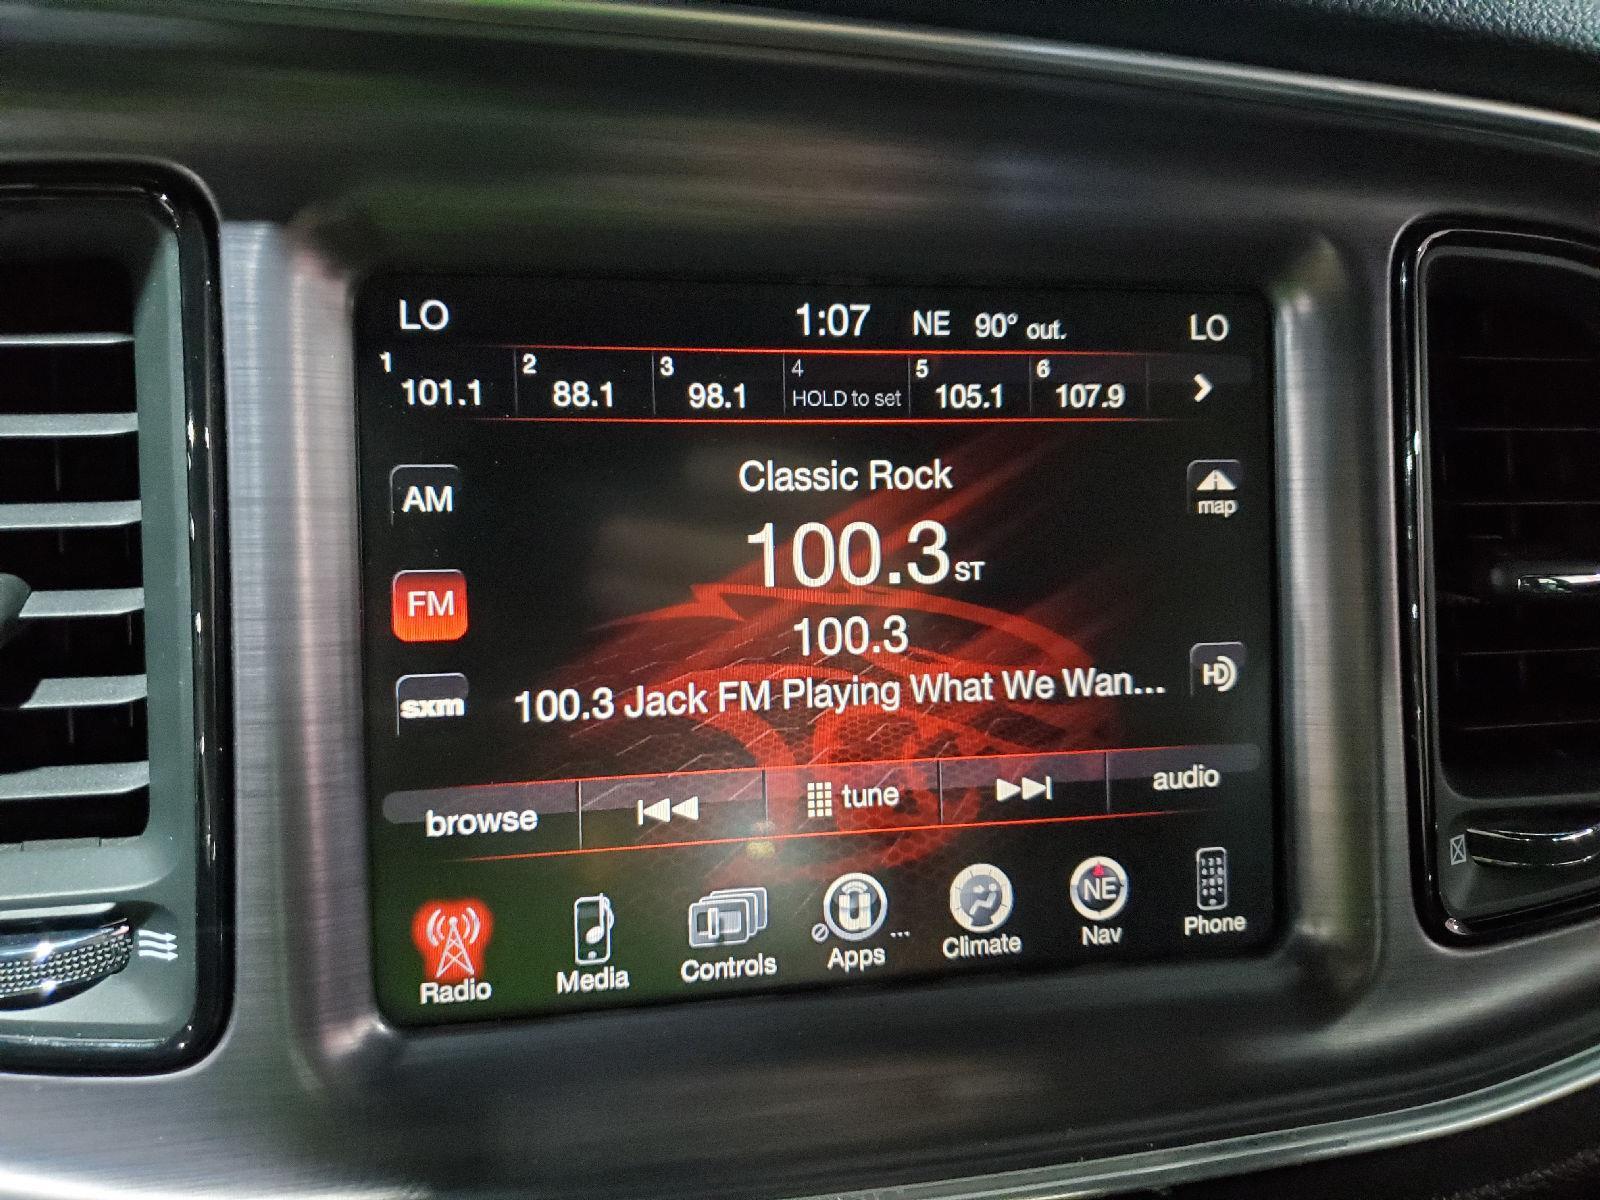 LO 1:07 NE 90° out. LO
1 2 3 4 5 6
101.1 88.1 98.1 HOLD to set 105.1 107.9
Classic Rock
AM
map
100.3 ST
FM
100.3
HD
sxm
100.3 Jack FM Playing What We Wan...
browse tune audio
NE
Radio Media Controls Apps ... Climate Nav Phone